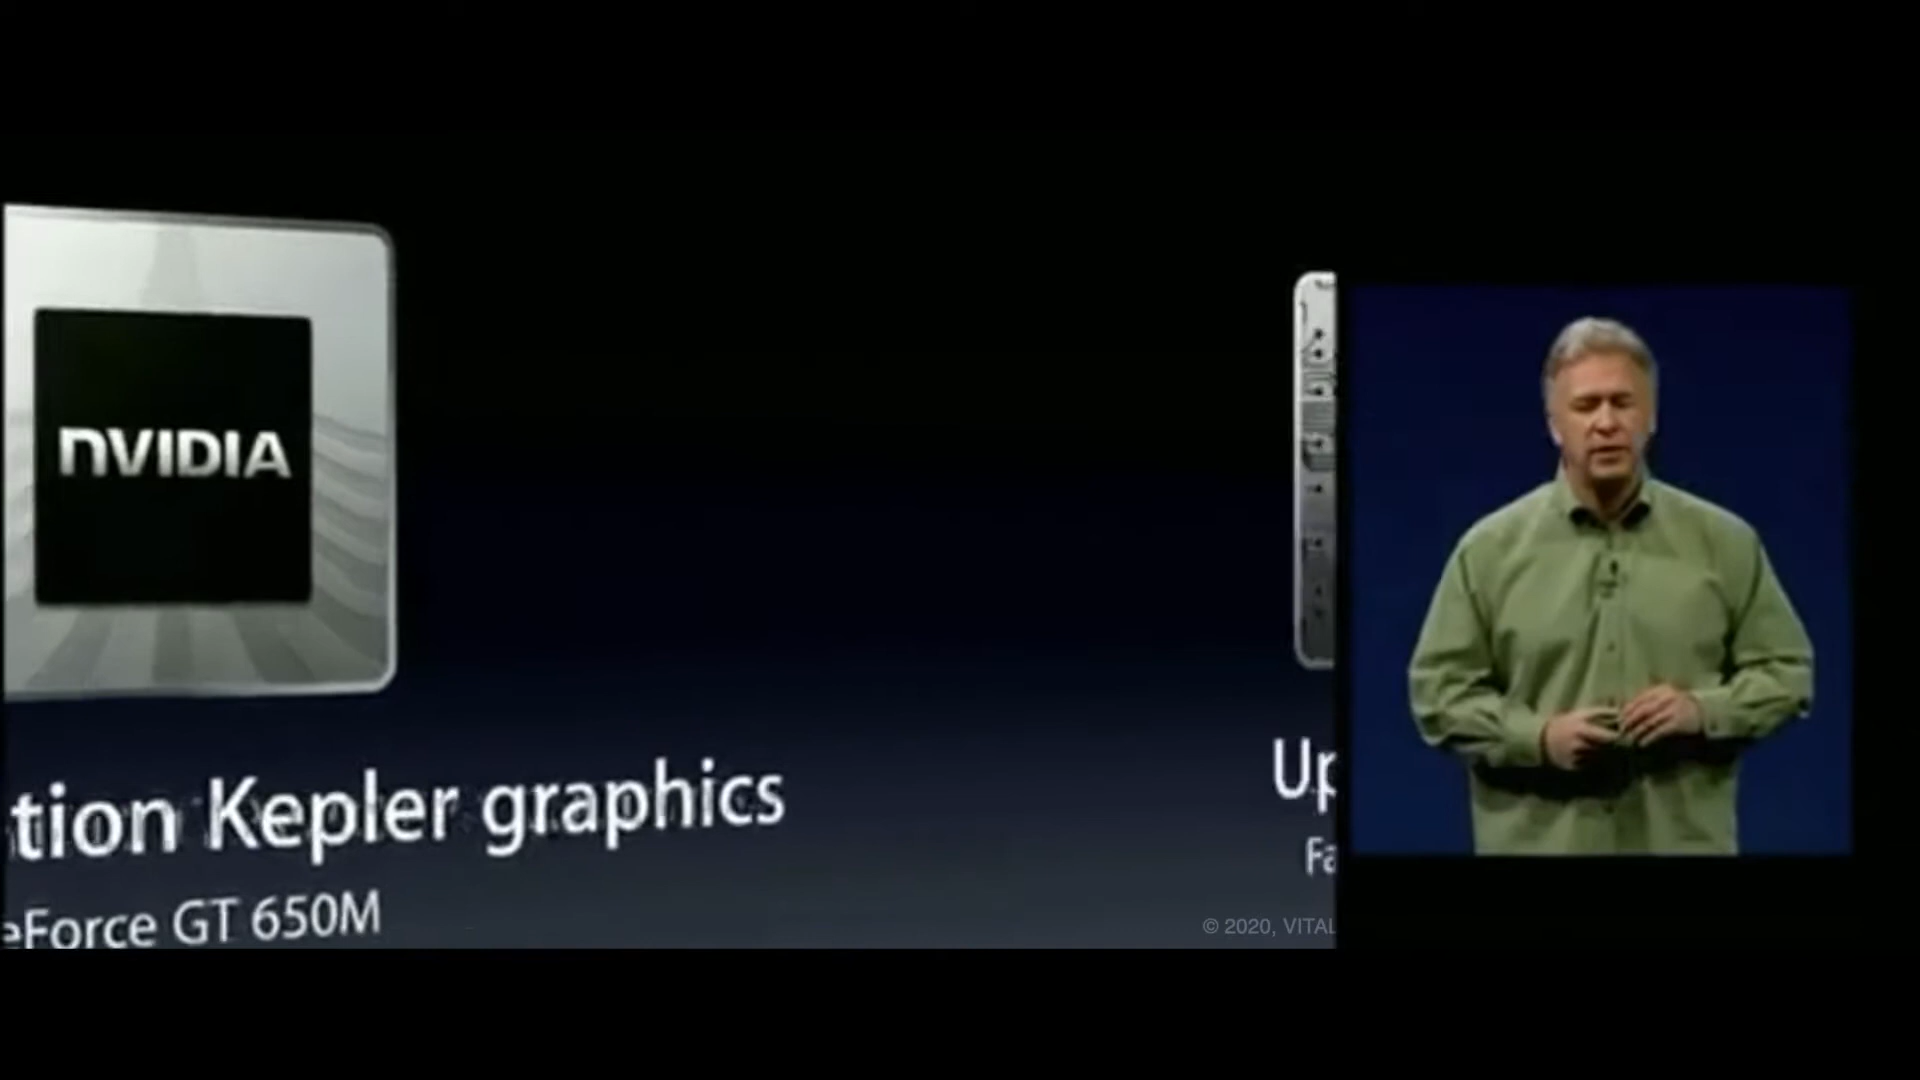 NVIDIA
tion Kepler graphics
eForce GT 650M
Up
Fa
© 2020, VITAL